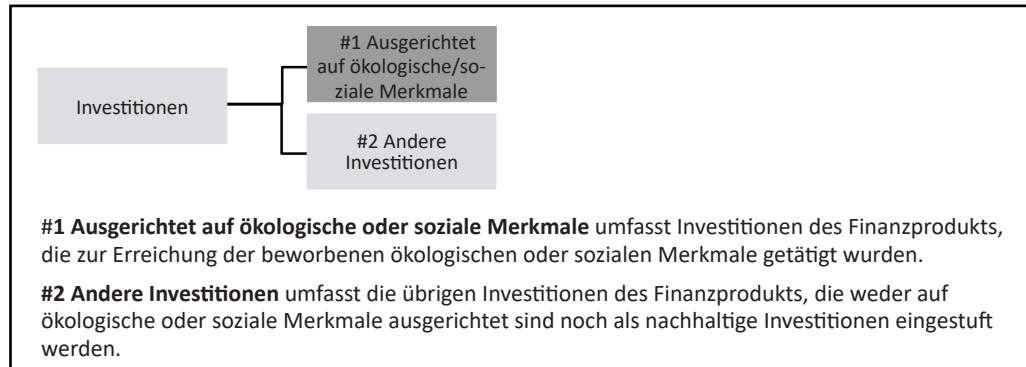 #1 Ausgerichtet
auf ökologische/so-
ziale Merkmale
Investitionen
#2 Andere
Investitionen
#1 Ausgerichtet auf ökologische oder soziale Merkmale umfasst Investitionen des Finanzprodukts,
die zur Erreichung der beworbenen ökologischen oder sozialen Merkmale getätigt wurden.
#2 Andere Investitionen umfasst die übrigen Investitionen des Finanzprodukts, die weder auf
ökologische oder soziale Merkmale ausgerichtet sind noch als nachhaltige Investitionen eingestuft
werden.